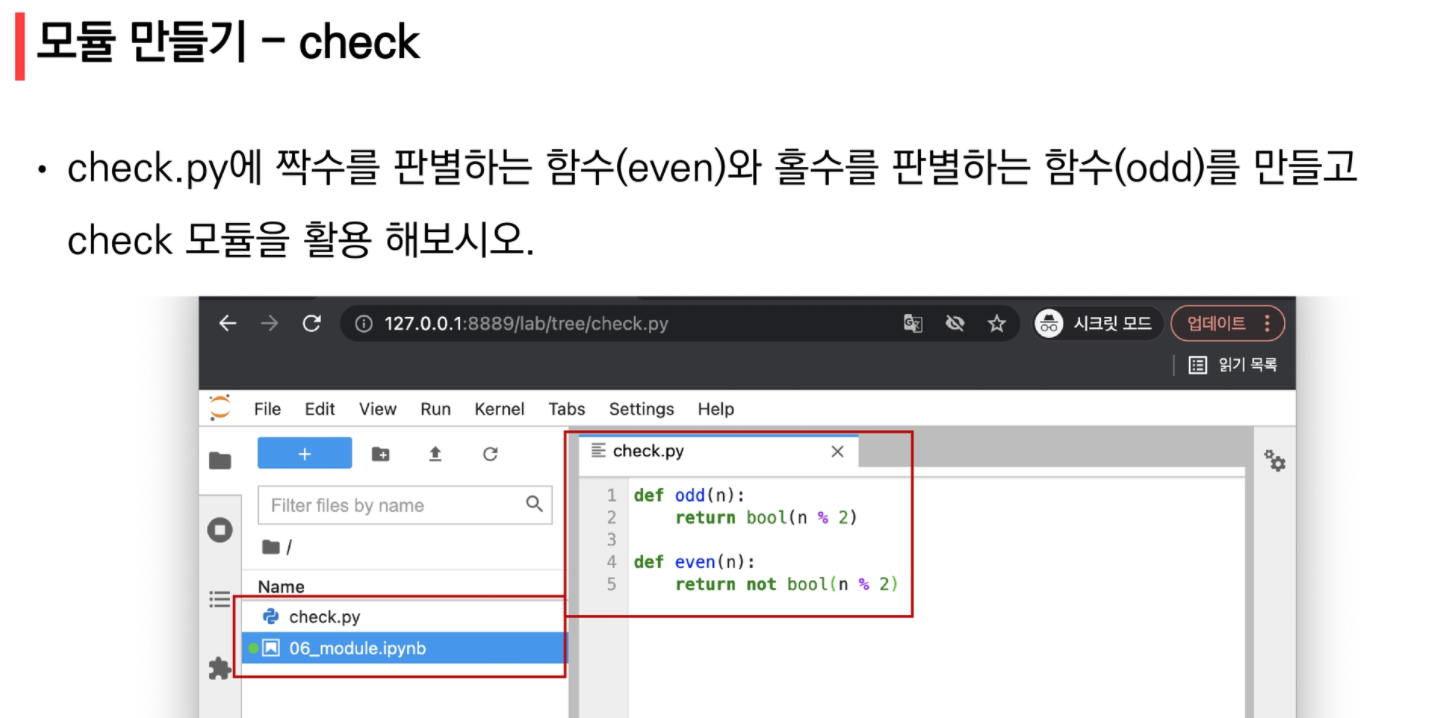 모듈 만들기 - check
• check.py에 짝수를 판별하는 함수(even)와 홀수를 판별하는 함수(odd)를 만들고
check 모듈을 활용 해보시오.
127.0.0.1:8889/lab/tree/check.py
시크릿 모드
업데이트
읽기 목록
File Edit View Run Kernel Tabs Settings Help
+
check.py
Filter files by name
/
Name
check.py
06_module.ipynb
1 def odd(n):
2     return bool(n % 2)
3
4 def even(n):
5     return not bool(n % 2)